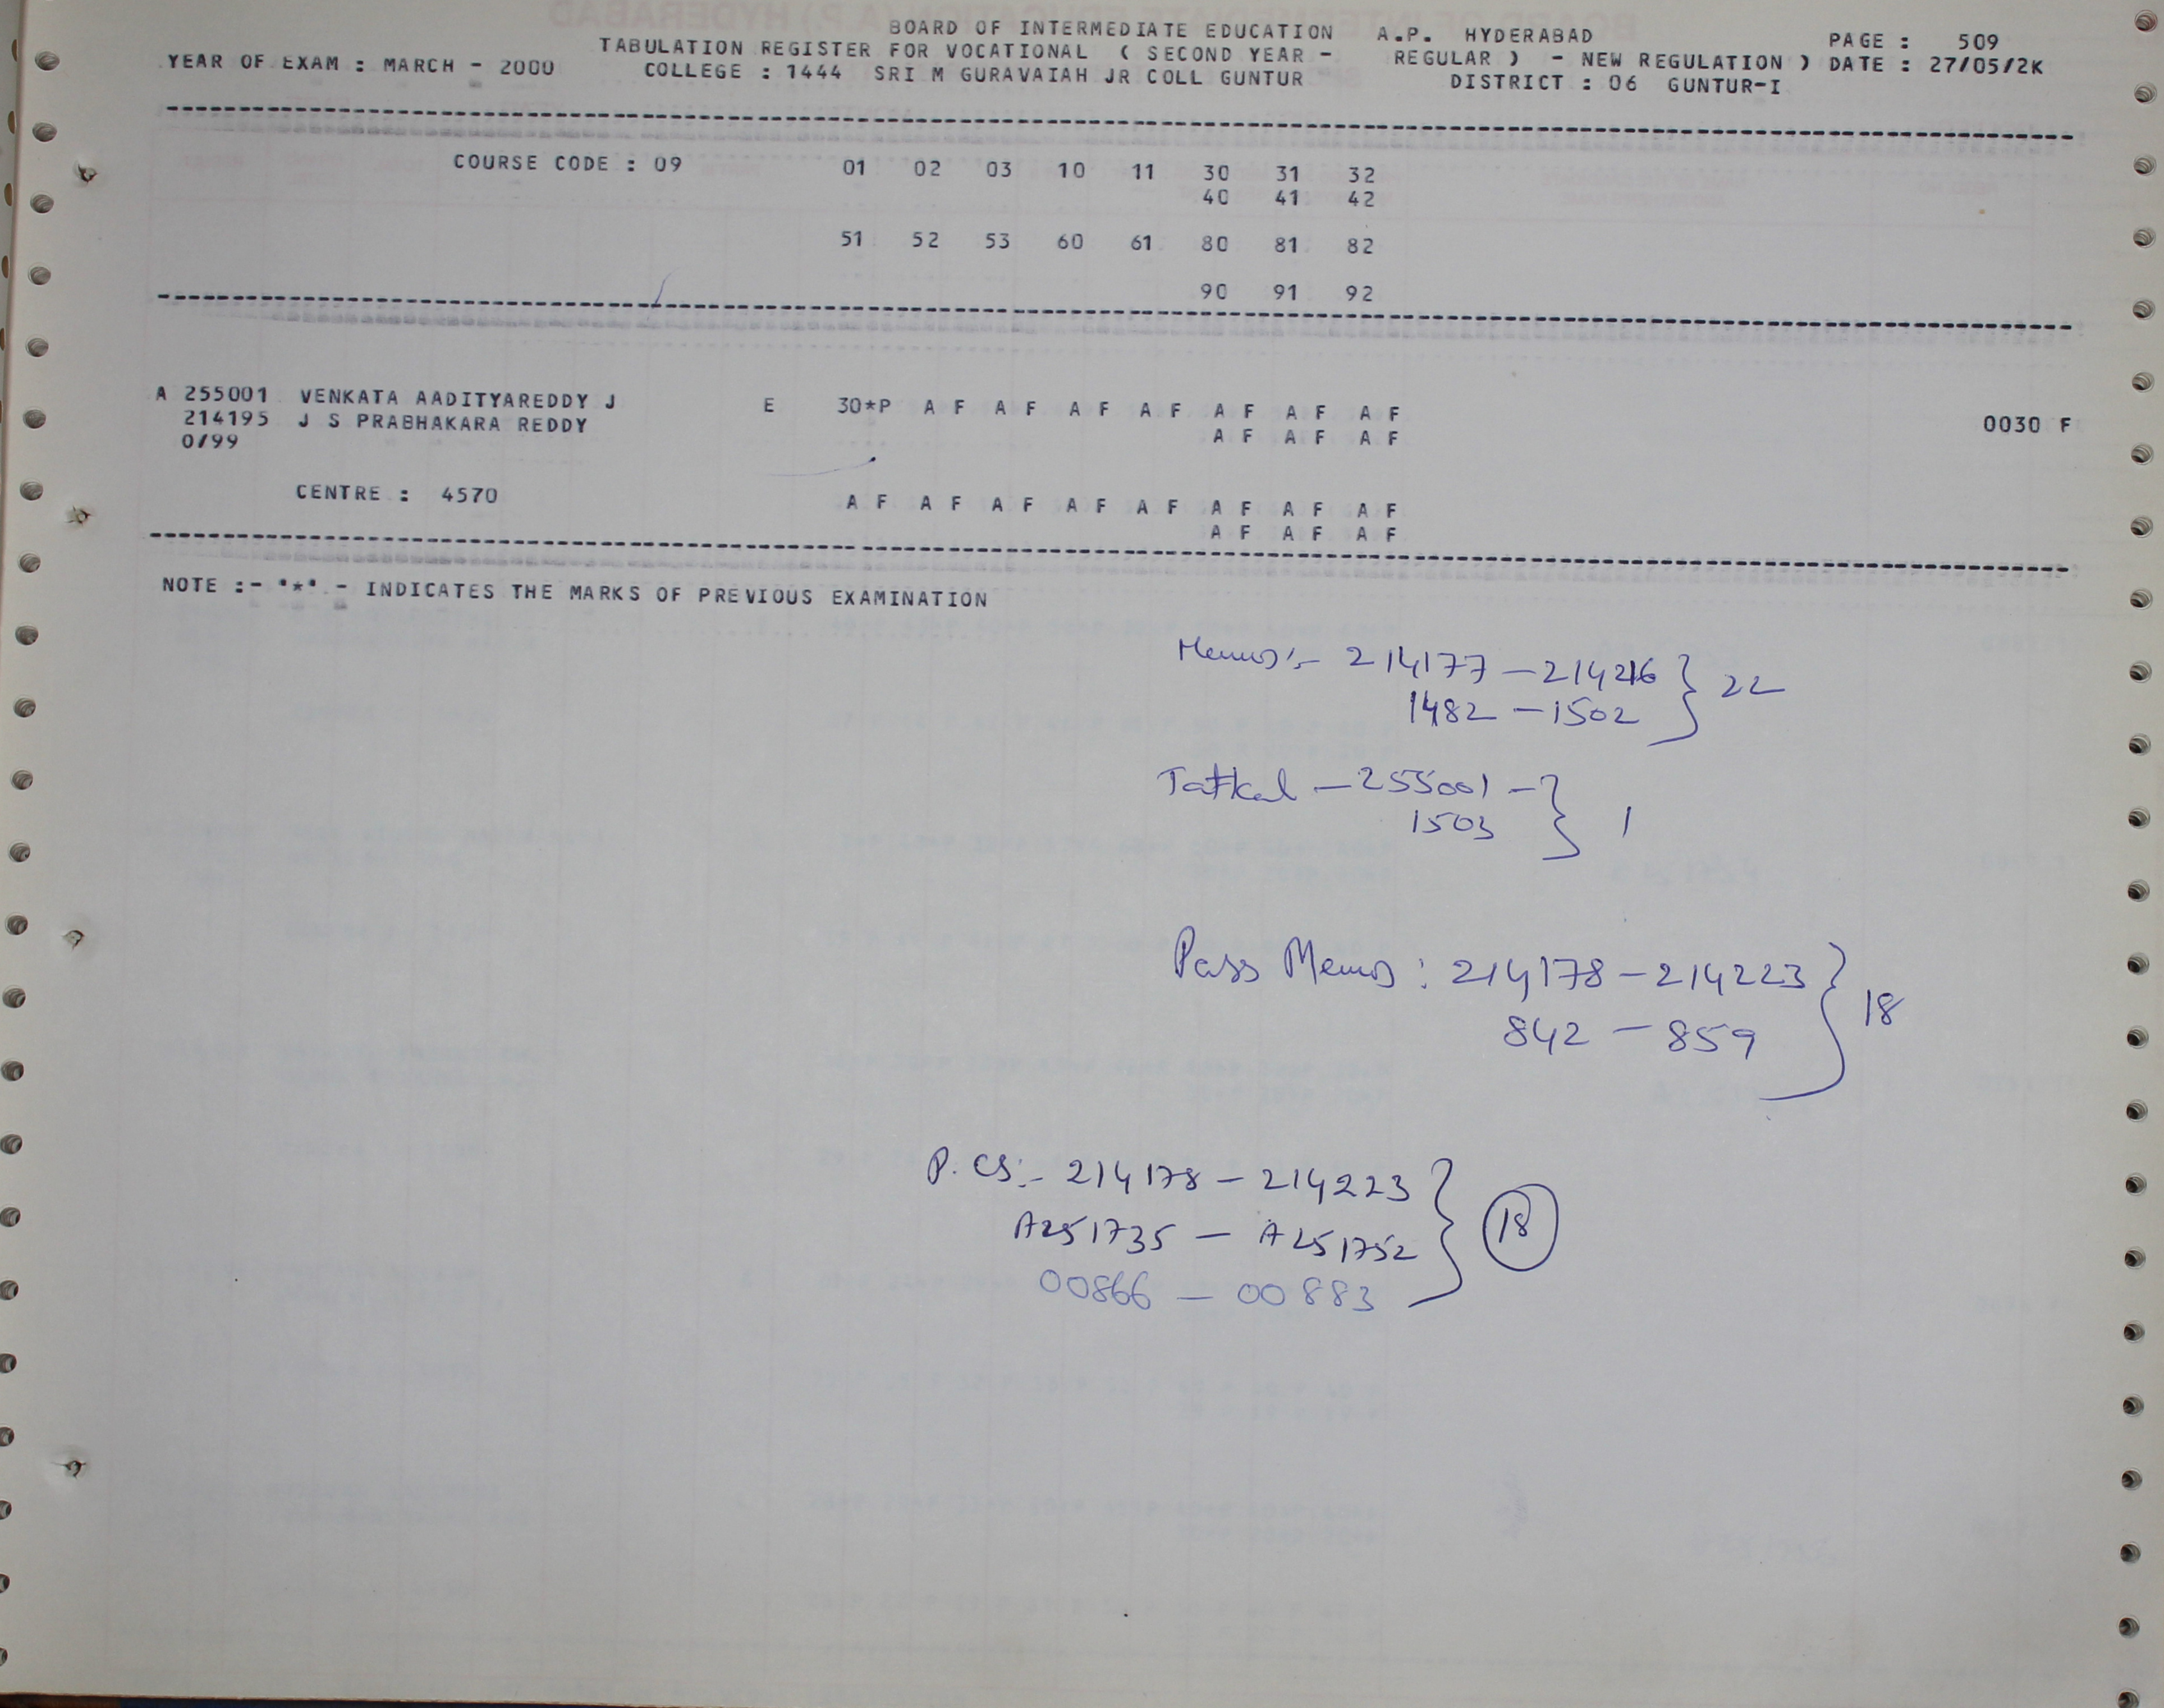 BOARD OF INTERMEDIATE EDUCATION A.P. HYDERABAD PAGE : 509
YEAR OF EXAM : MARCH - 2000 TABULATION REGISTER FOR VOCATIONAL ( SECOND YEAR - REGULAR ) - NEW REGULATION ) DATE : 27/05/2K
COLLEGE : 1444 SRI M GURAVAIAH JR COLL GUNTUR DISTRICT : 06 GUNTUR-I
COURSE CODE : 09 01 02 03 10 11 30 31 32
40 41 42
51 52 53 60 61 80 81 82
90 91 92
A 255001 VENKATA AADITYAREDDY J E 30*P A F A F A F A F A F A F A F
214195 J S PRABHAKARA REDDY A F A F A F 0030 F
0/99
CENTRE : 4570 A F A F A F A F A F A F A F A F
A F A F A F
NOTE :- '*' - INDICATES THE MARKS OF PREVIOUS EXAMINATION
Memos :- 214177 - 214216 } 22
1482 - 1502
Tatkal - 255001 - } 1
1503
Pass Memos : 214178 - 214223 } 18
842 - 859
P.Cs :- 214178 - 214223 } 18
A251735 - A251752
00866 - 00883